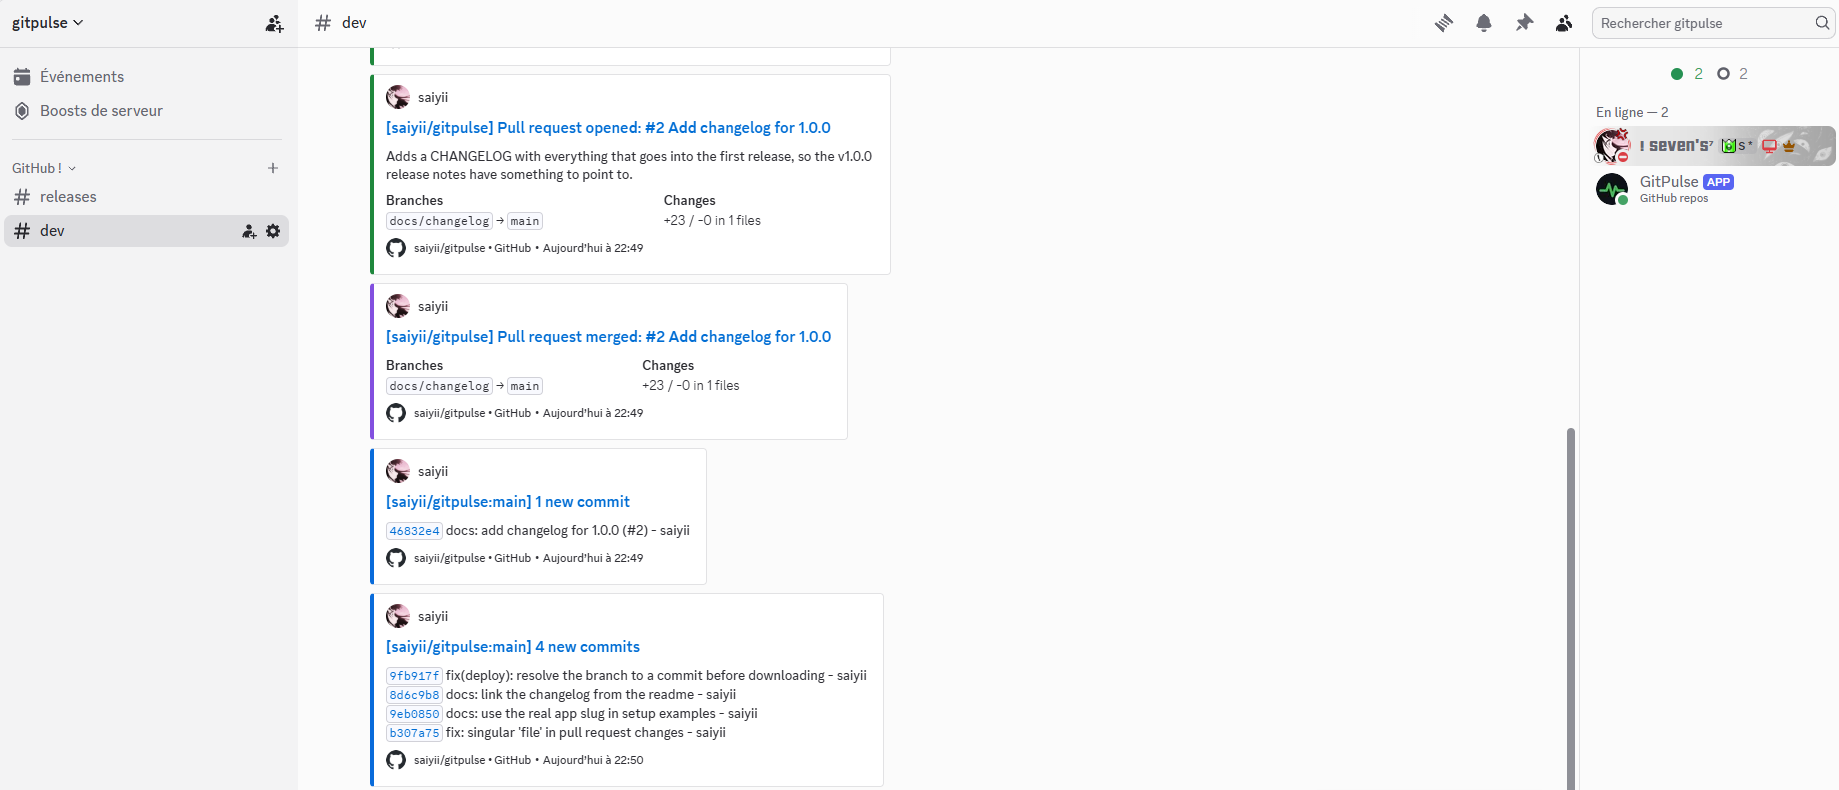 gitpulse
dev
Rechercher gitpulse
Événements
Boosts de serveur
GitHub !
releases
dev
saiyii
[saiyii/gitpulse] Pull request opened: #2 Add changelog for 1.0.0
Adds a CHANGELOG with everything that goes into the first release, so the v1.0.0
release notes have something to point to.
Branches Changes
docs/changelog → main +23 / -0 in 1 files
saiyii/gitpulse • GitHub • Aujourd'hui à 22:49
saiyii
[saiyii/gitpulse] Pull request merged: #2 Add changelog for 1.0.0
Branches Changes
docs/changelog → main +23 / -0 in 1 files
saiyii/gitpulse • GitHub • Aujourd'hui à 22:49
saiyii
[saiyii/gitpulse:main] 1 new commit
46832e4 docs: add changelog for 1.0.0 (#2) - saiyii
saiyii/gitpulse • GitHub • Aujourd'hui à 22:49
saiyii
[saiyii/gitpulse:main] 4 new commits
9fb917f fix(deploy): resolve the branch to a commit before downloading - saiyii
8d6c9b8 docs: link the changelog from the readme - saiyii
9eb0850 docs: use the real app slug in setup examples - saiyii
b307a75 fix: singular 'file' in pull request changes - saiyii
saiyii/gitpulse • GitHub • Aujourd'hui à 22:50
2 2
En ligne — 2
! seven's⁷ S*
GitPulse APP
GitHub repos